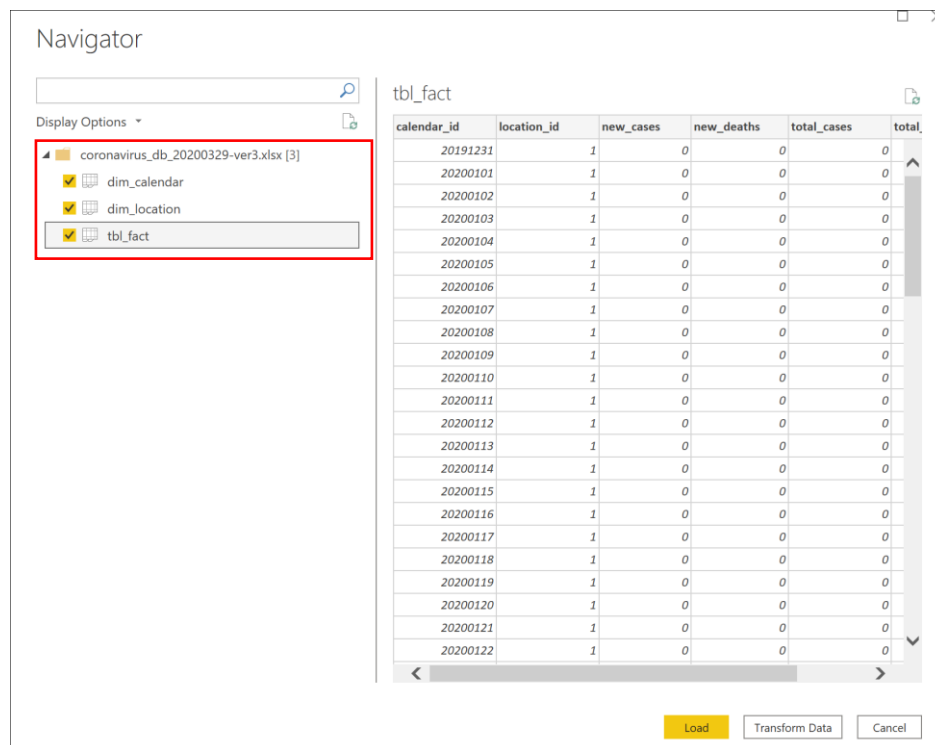 Navigator
Display Options
coronavirus_db_20200329-ver3.xlsx [3]
dim_calendar
dim_location
tbl_fact
tbl_fact
calendar_id location_id new_cases new_deaths total_cases total_
20191231 1 0 0 0
20200101 1 0 0 0
20200102 1 0 0 0
20200103 1 0 0 0
20200104 1 0 0 0
20200105 1 0 0 0
20200106 1 0 0 0
20200107 1 0 0 0
20200108 1 0 0 0
20200109 1 0 0 0
20200110 1 0 0 0
20200111 1 0 0 0
20200112 1 0 0 0
20200113 1 0 0 0
20200114 1 0 0 0
20200115 1 0 0 0
20200116 1 0 0 0
20200117 1 0 0 0
20200118 1 0 0 0
20200119 1 0 0 0
20200120 1 0 0 0
20200121 1 0 0 0
20200122 1 0 0 0
Load Transform Data Cancel